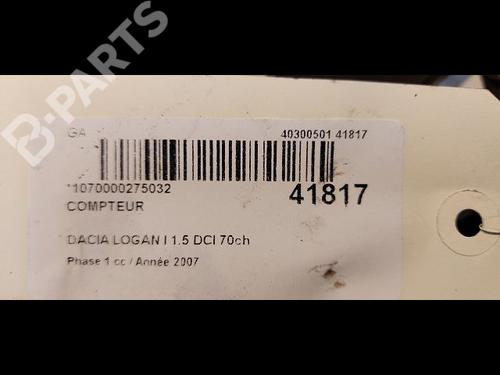 B-PARTS
GA
40300501 41817
*1070000275032
41817
COMPTEUR
DACIA LOGAN I 1.5 DCI 70ch
Phase 1 cc / Année 2007